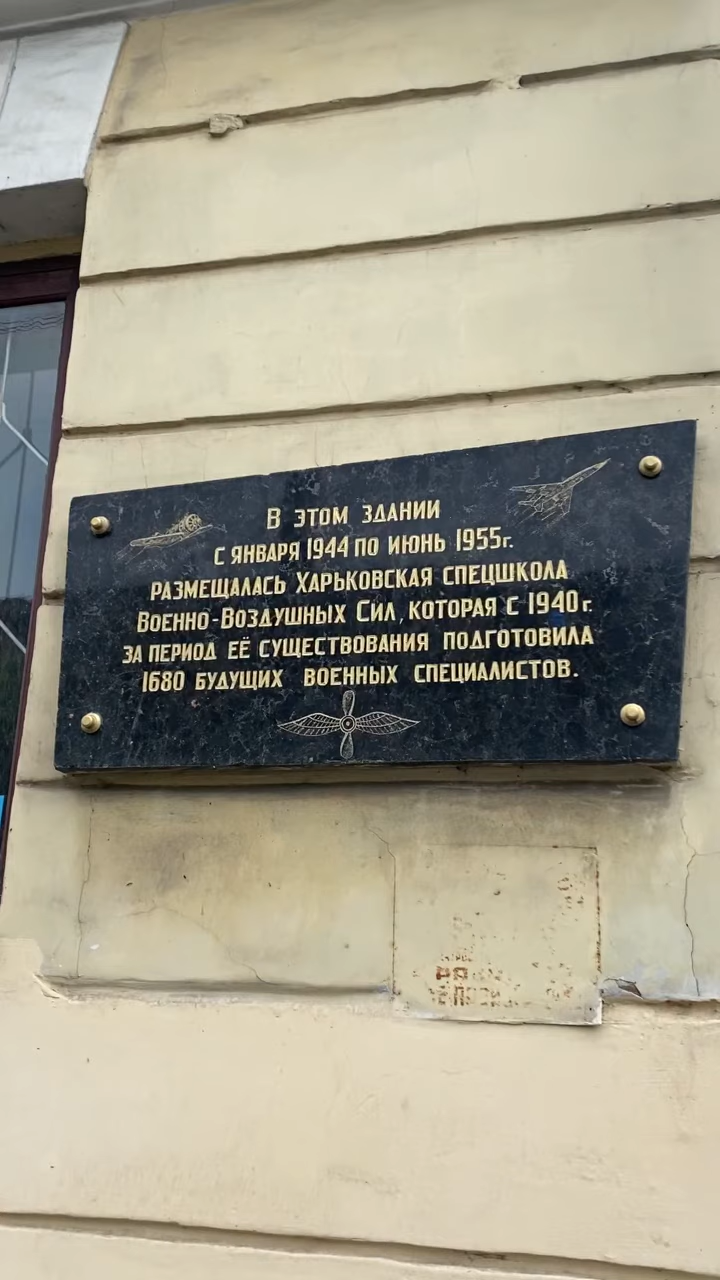 В ЭТОМ ЗДАНИИ
С ЯНВАРЯ 1944 ПО ИЮНЬ 1955г.
РАЗМЕЩАЛАСЬ ХАРЬКОВСКАЯ СПЕЦШКОЛА
ВОЕННО-ВОЗДУШНЫХ СИЛ, КОТОРАЯ С 1940г.
ЗА ПЕРИОД ЕЁ СУЩЕСТВОВАНИЯ ПОДГОТОВИЛА
1680 БУДУЩИХ ВОЕННЫХ СПЕЦИАЛИСТОВ.